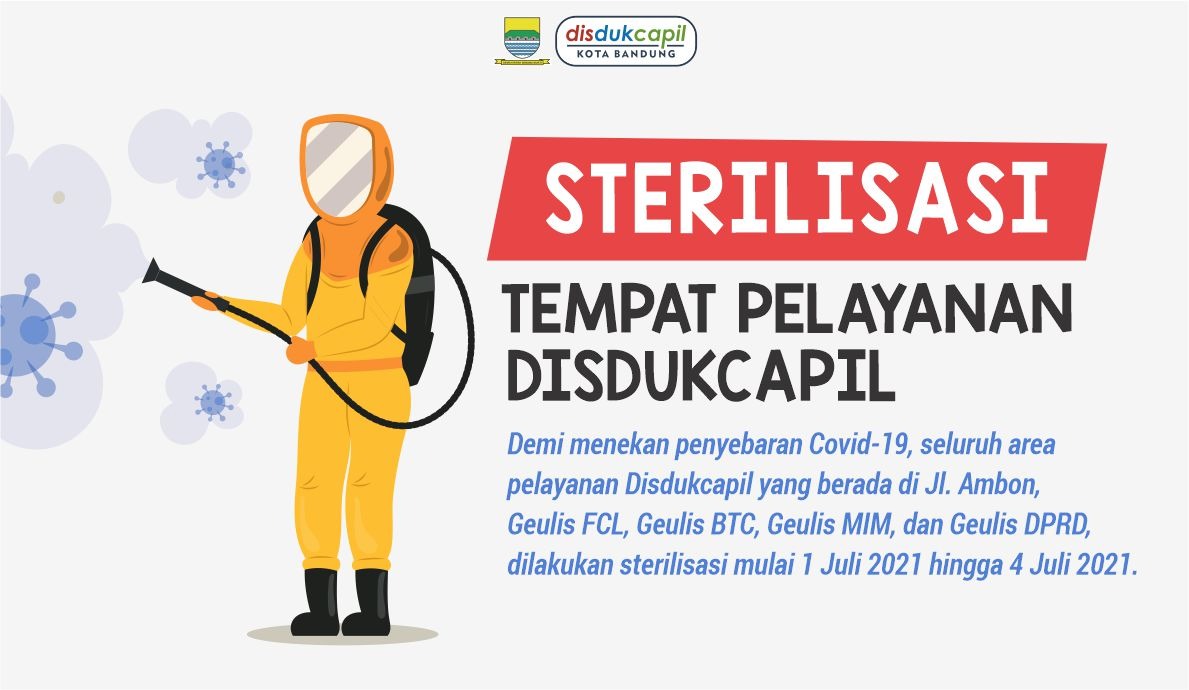 disdukcapil
KOTA BANDUNG
STERILISASI
TEMPAT PELAYANAN
DISDUKCAPIL
Demi menekan penyebaran Covid-19, seluruh area
pelayanan Disdukcapil yang berada di Jl. Ambon,
Geulis FCL, Geulis BTC, Geulis MIM, dan Geulis DPRD,
dilakukan sterilisasi mulai 1 Juli 2021 hingga 4 Juli 2021.